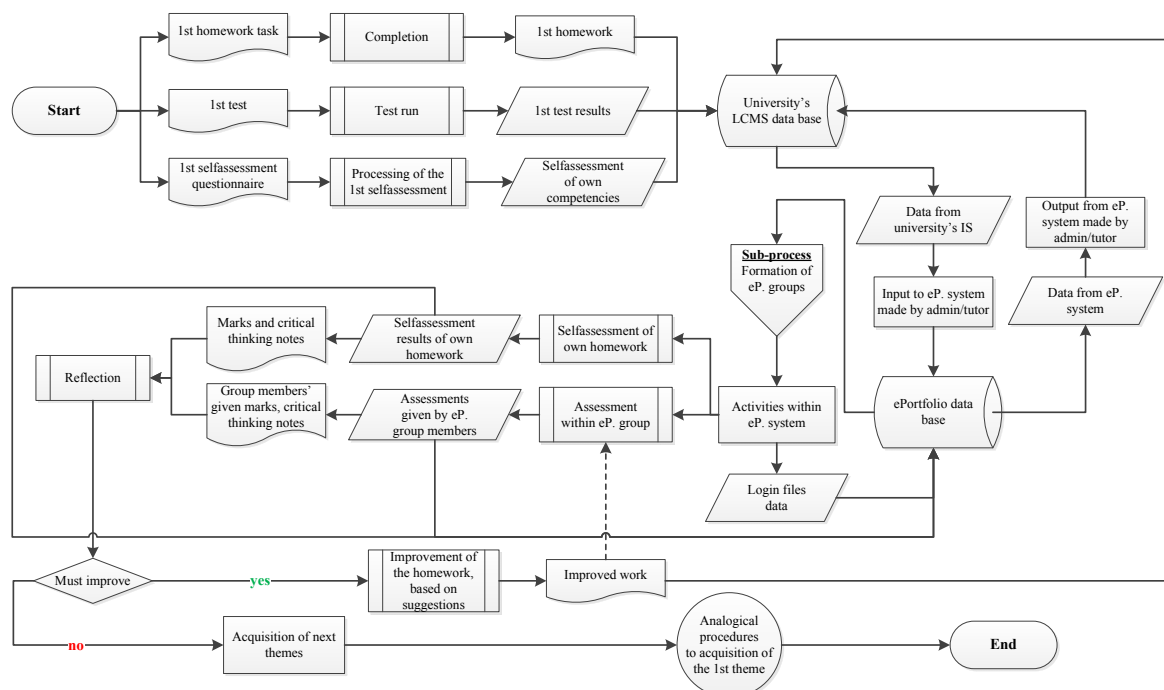 1st homework task
Completion
1st homework
Start
1st test
Test run
1st test results
University's
LCMS data base
1st selfassessment
questionnaire
Processing of the
1st selfassessment
Selfassessment
of own
competencies
Data from
university's IS
Output from eP.
system made by
admin/tutor
Sub-process
Formation of
eP. groups
Input to eP. system
made by admin/tutor
Data from eP.
system
Marks and critical
thinking notes
Selfassessment
results of own
homework
Selfassessment of
own homework
Reflection
Group members'
given marks, critical
thinking notes
Assessments
given by eP.
group members
Assessment
within eP. group
Activities within
eP. system
ePortfolio data
base
Login files
data
Must improve
yes
Improvement of
the homework,
based on
suggestions
Improved work
no
Acquisition of next
themes
Analogical
procedures
to acquisition of
the 1st theme
End